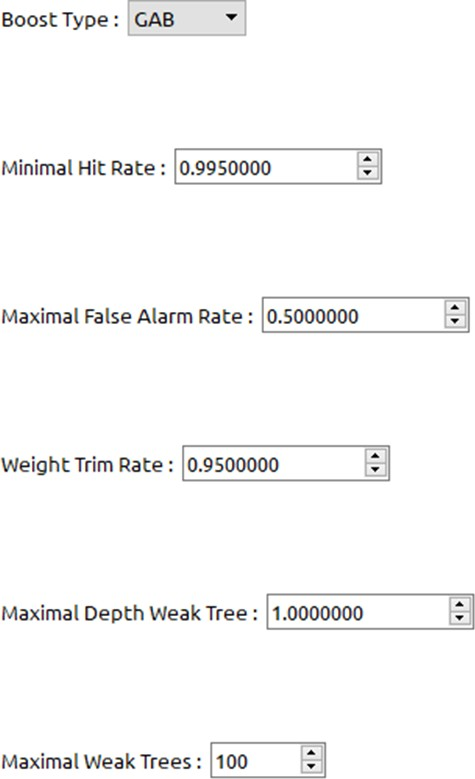 Boost Type : GAB
Minimal Hit Rate : 0.9950000
Maximal False Alarm Rate : 0.5000000
Weight Trim Rate : 0.9500000
Maximal Depth Weak Tree : 1.0000000
Maximal Weak Trees : 100